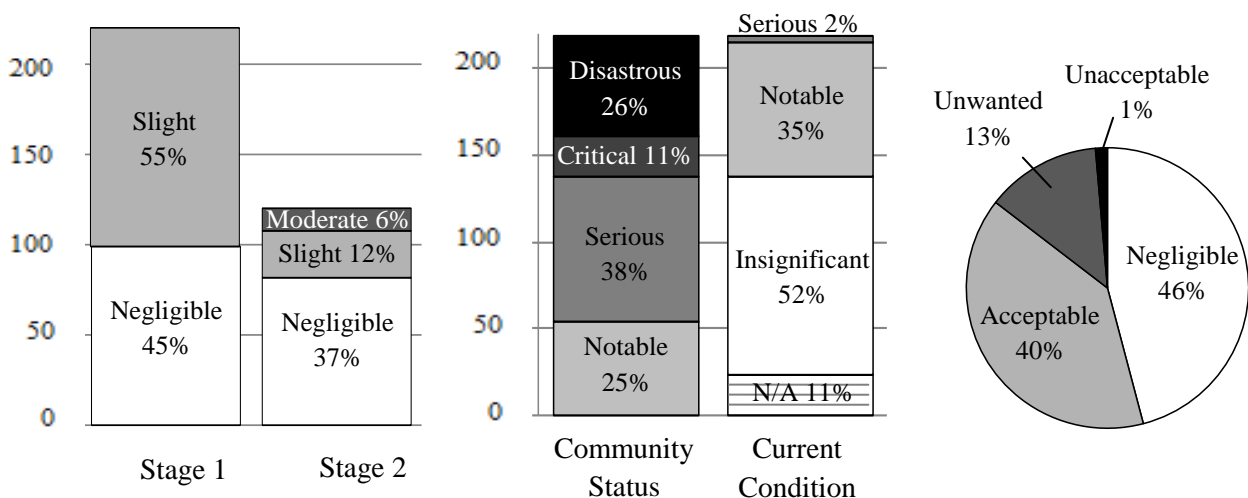 200
150
100
50
0
Slight
55%
Negligible
45%
Moderate 6%
Slight 12%
Negligible
37%
Stage 1
Stage 2
200
150
100
50
0
Disastrous
26%
Critical 11%
Serious
38%
Notable
25%
Serious 2%
Notable
35%
Insignificant
52%
N/A 11%
Community
Status
Current
Condition
Unacceptable
1%
Unwanted
13%
Negligible
46%
Acceptable
40%